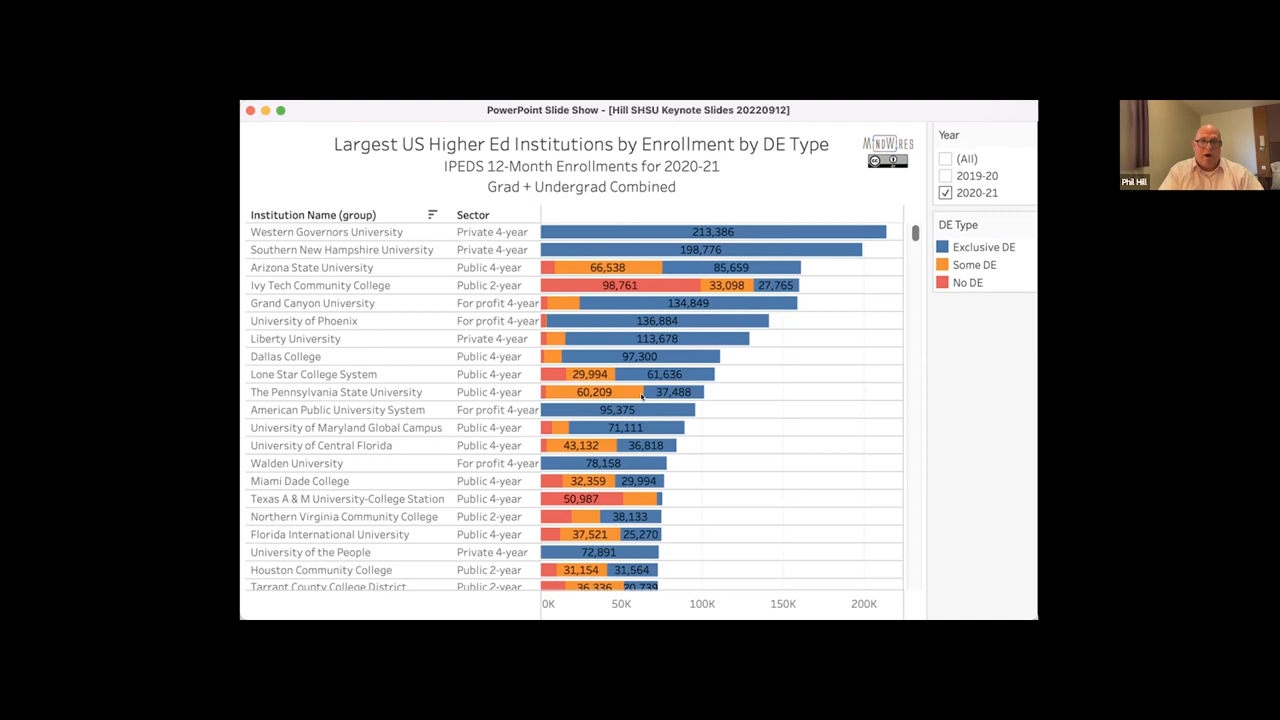 PowerPoint Slide Show - [Hill SHSU Keynote Slides 20220912]
Largest US Higher Ed Institutions by Enrollment by DE Type
IPEDS 12-Month Enrollments for 2020-21
Grad + Undergrad Combined
MINDWIRES
Year
(All)
2019-20
2020-21
DE Type
Exclusive DE
Some DE
No DE
Phil Hill
Institution Name (group) Sector
Western Governors University Private 4-year 213,386
Southern New Hampshire University Private 4-year 198,776
Arizona State University Public 4-year 66,538 85,659
Ivy Tech Community College Public 2-year 98,761 33,098 27,765
Grand Canyon University For profit 4-year 134,849
University of Phoenix For profit 4-year 136,884
Liberty University Private 4-year 113,678
Dallas College Public 4-year 97,300
Lone Star College System Public 4-year 29,994 61,636
The Pennsylvania State University Public 4-year 60,209 37,488
American Public University System For profit 4-year 95,375
University of Maryland Global Campus Public 4-year 71,111
University of Central Florida Public 4-year 43,132 36,818
Walden University For profit 4-year 78,158
Miami Dade College Public 4-year 32,359 29,994
Texas A & M University-College Station Public 4-year 50,987
Northern Virginia Community College Public 2-year 38,133
Florida International University Public 4-year 37,521 25,270
University of the People Private 4-year 72,891
Houston Community College Public 2-year 31,154 31,564
Tarrant County College District Public 2-year 36,336 20,739
0K 50K 100K 150K 200K